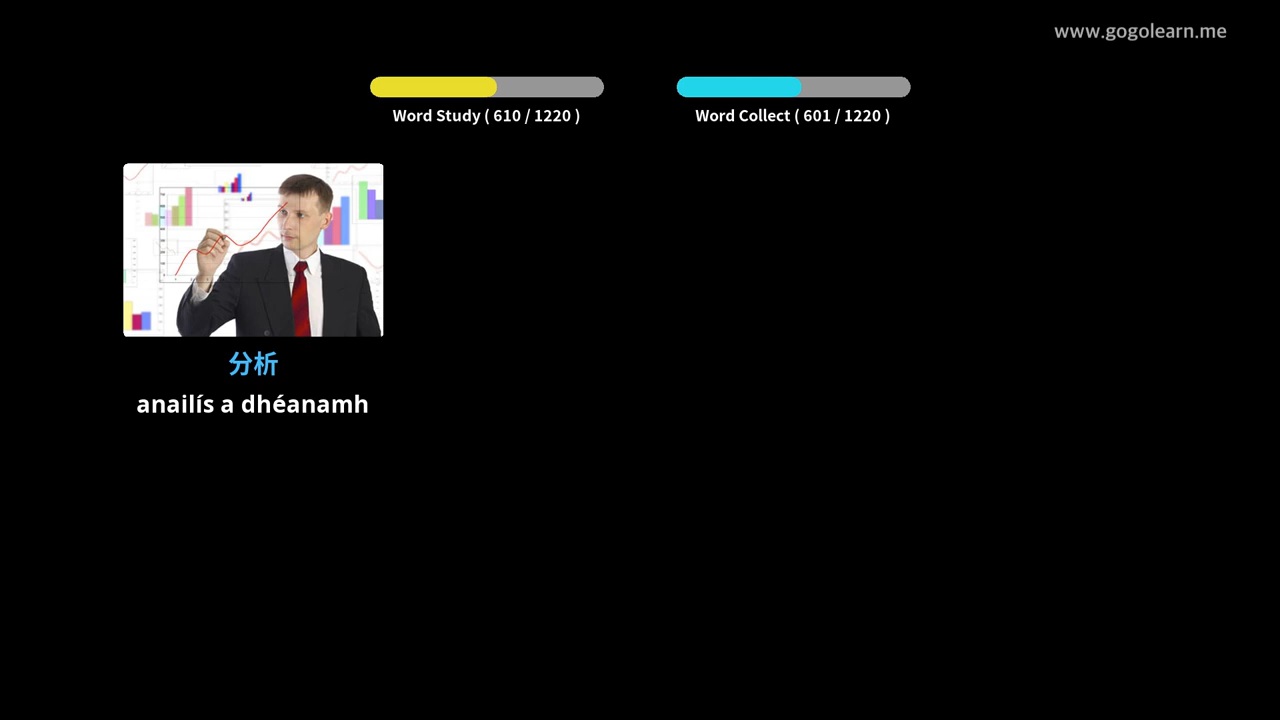 www.gogolearn.me
Word Study ( 610 / 1220 )
Word Collect ( 601 / 1220 )
分析
anailís a dhéanamh